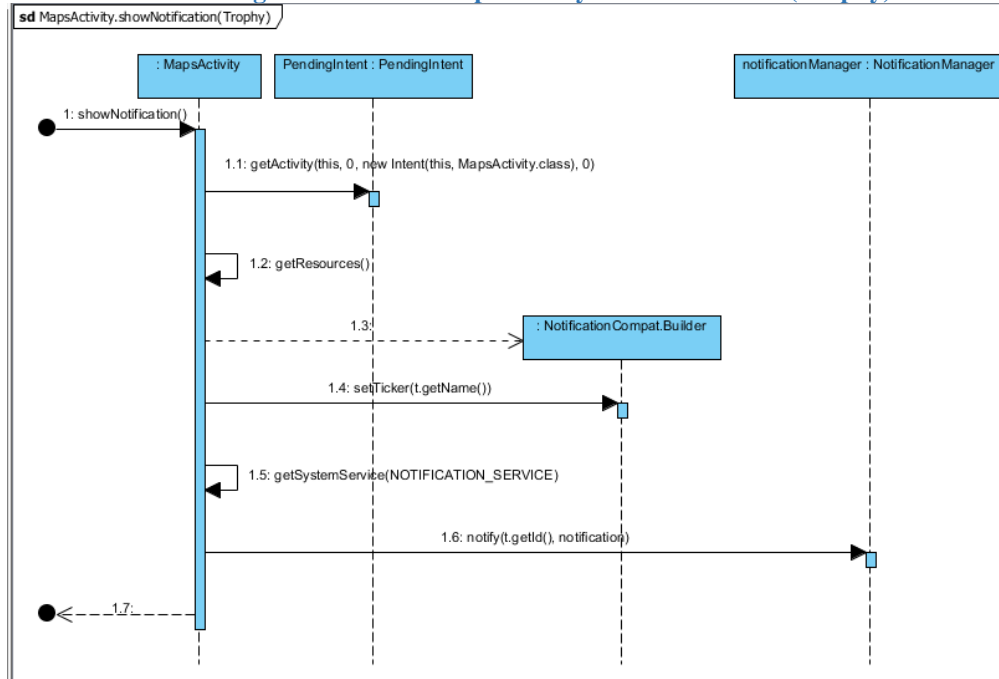 sd MapsActivity.showNotification(Trophy)
: MapsActivity
PendingIntent : PendingIntent
notificationManager : NotificationManager
1: showNotification()
1.1: getActivity(this, 0, new Intent(this, MapsActivity.class), 0)
1.2: getResources()
1.3:
: NotificationCompat.Builder
1.4: setTicker(t.getName())
1.5: getSystemService(NOTIFICATION_SERVICE)
1.6: notify(t.getId(), notification)
1.7: